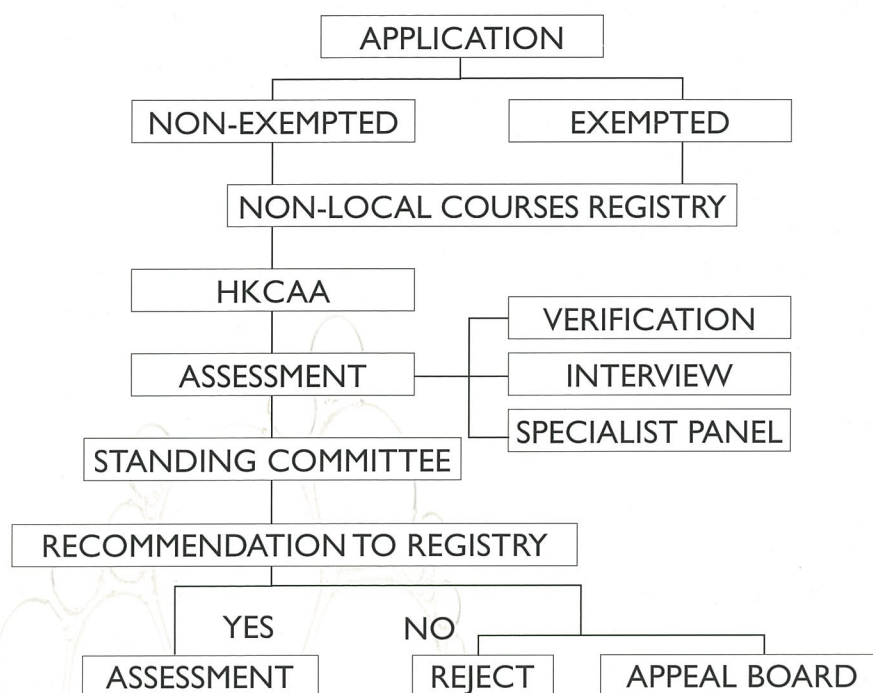 APPLICATION
NON-EXEMPTED
EXEMPTED
NON-LOCAL COURSES REGISTRY
HKCAA
VERIFICATION
ASSESSMENT
INTERVIEW
SPECIALIST PANEL
STANDING COMMITTEE
RECOMMENDATION TO REGISTRY
YES
NO
ASSESSMENT
REJECT
APPEAL BOARD